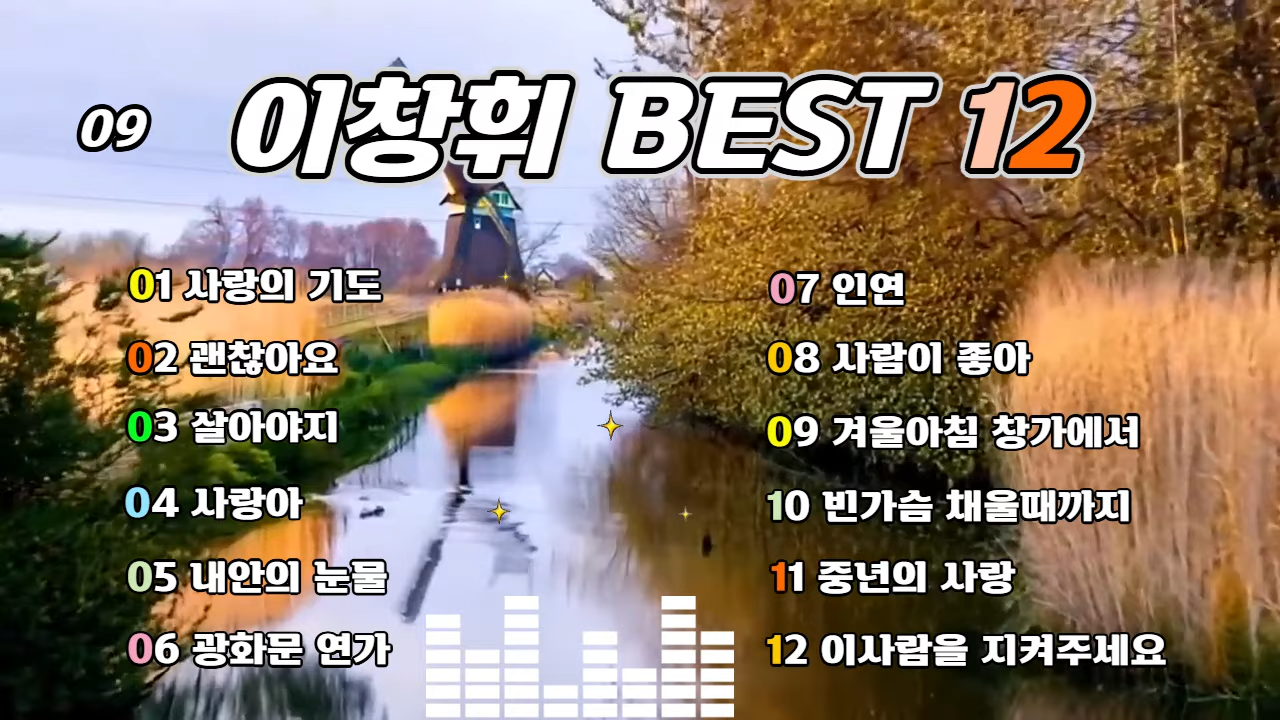 09 이창휘 BEST 12
01 사랑의 기도
02 괜찮아요
03 살아야지
04 사랑아
05 내안의 눈물
06 광화문 연가
07 인연
08 사람이 좋아
09 겨울아침 창가에서
10 빈가슴 채울때까지
11 중년의 사랑
12 이사람을 지켜주세요